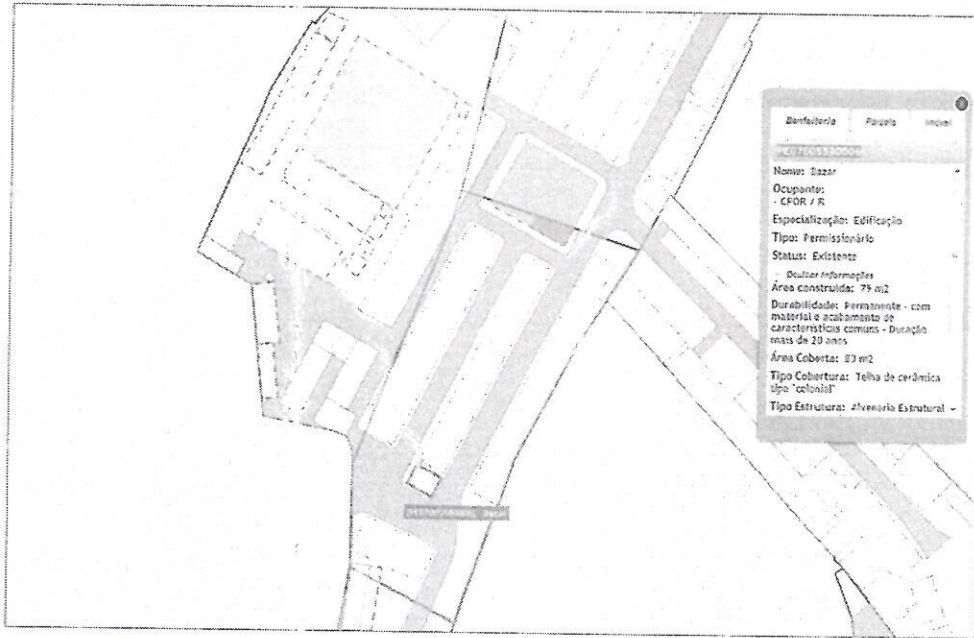 Benfeitoria Parcela Imóvel
Nome: Bazar
Ocupante:
- CPOR / R
Especialização: Edificação
Tipo: Permissionário
Status: Existente
- Ocultar Informações
Área construída: 79 m2
Durabilidade: Permanente - com
material e acabamento de
características comuns - Duração
mais de 20 anos
Área Coberta: 83 m2
Tipo Cobertura: Telha de cerâmica
tipo "colonial"
Tipo Estrutura: Alvenaria Estrutural